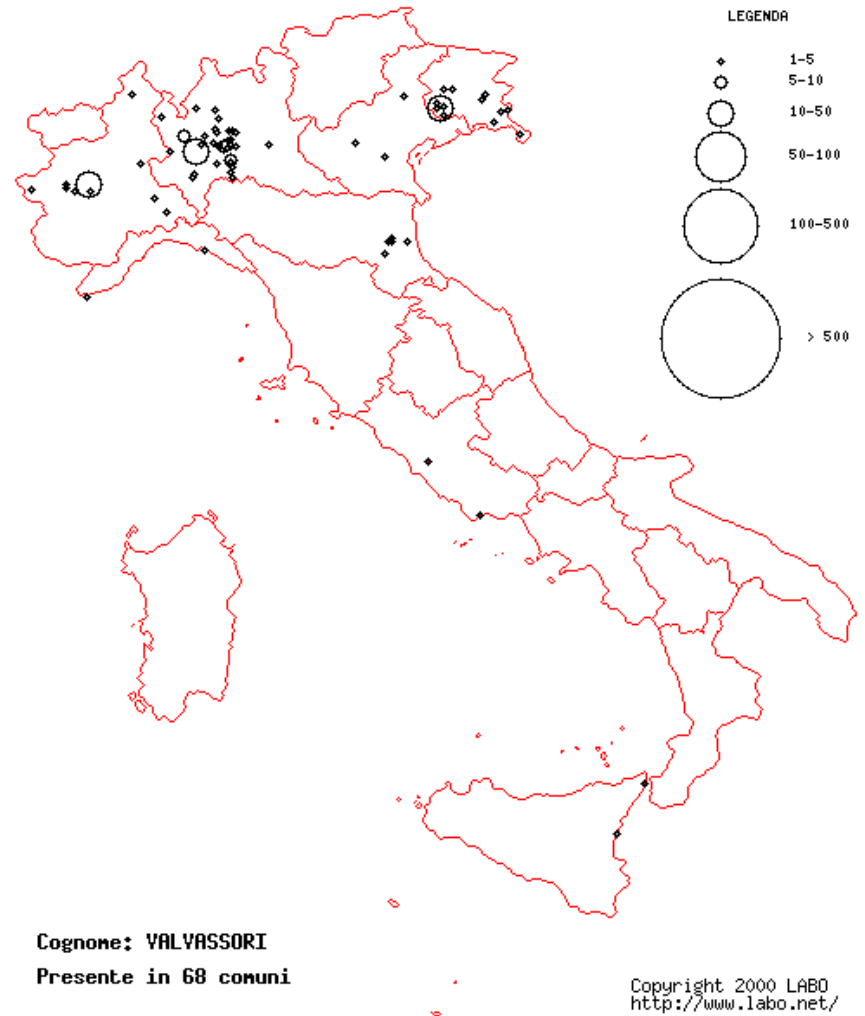 LEGENDA
1-5
5-10
10-50
50-100
100-500
> 500
Cognome: VALVASSORI
Presente in 68 comuni
Copyright 2000 LABO
http://www.labo.net/